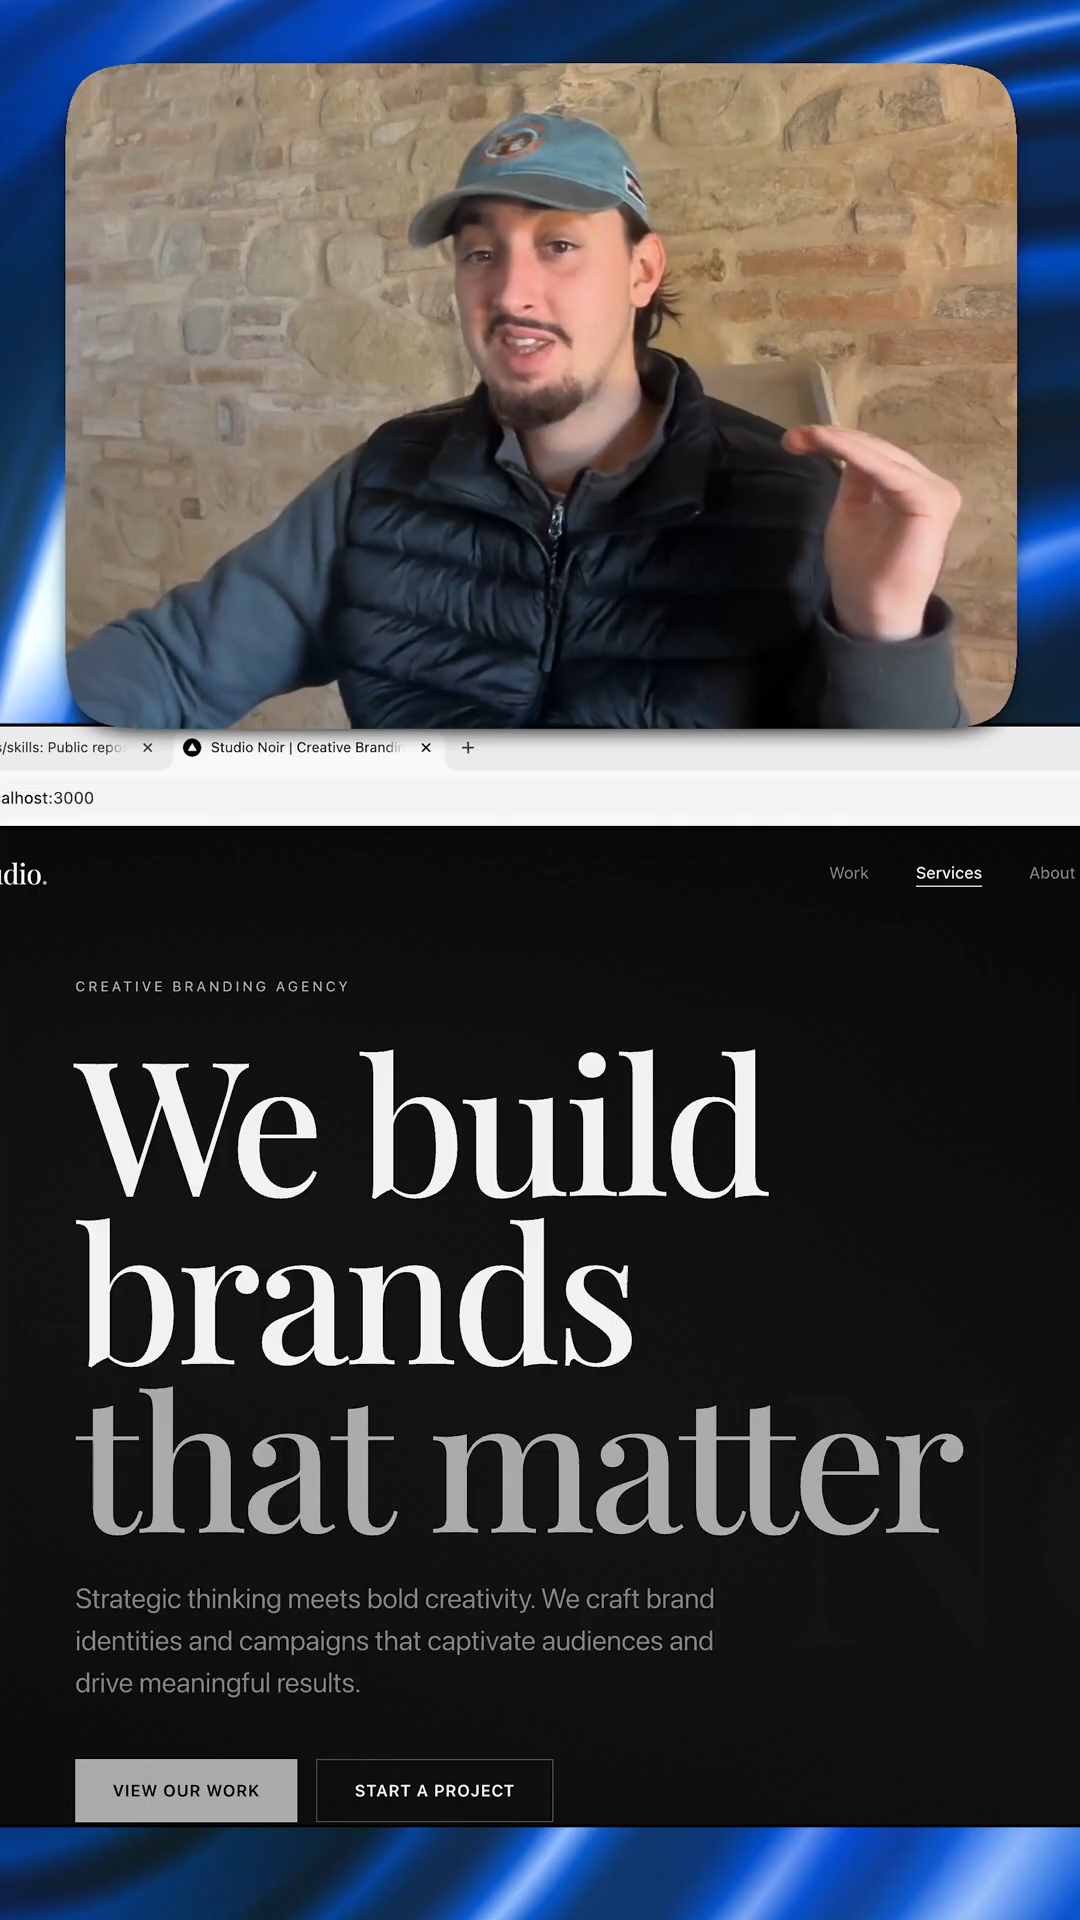 s/skills: Public repo
Studio Noir | Creative Brandin
alhost:3000
udio.
Work
Services
About
CREATIVE BRANDING AGENCY
We build
brands
that matter
Strategic thinking meets bold creativity. We craft brand
identities and campaigns that captivate audiences and
drive meaningful results.
VIEW OUR WORK
START A PROJECT